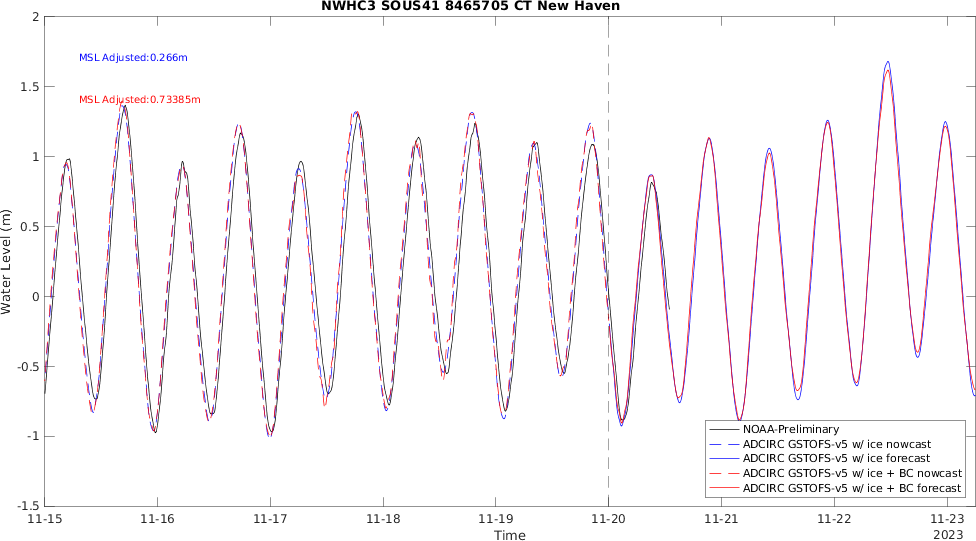 NWHC3 SOUS41 8465705 CT New Haven
2
MSL Adjusted:0.266m
1.5
MSL Adjusted:0.73385m
1
0.5
0
-0.5
-1
-1.5
Water Level (m)
NOAA-Preliminary
ADCIRC GSTOFS-v5 w/ ice nowcast
ADCIRC GSTOFS-v5 w/ ice forecast
ADCIRC GSTOFS-v5 w/ ice + BC nowcast
ADCIRC GSTOFS-v5 w/ ice + BC forecast
11-15 11-16 11-17 11-18 11-19 11-20 11-21 11-22 11-23
Time 2023